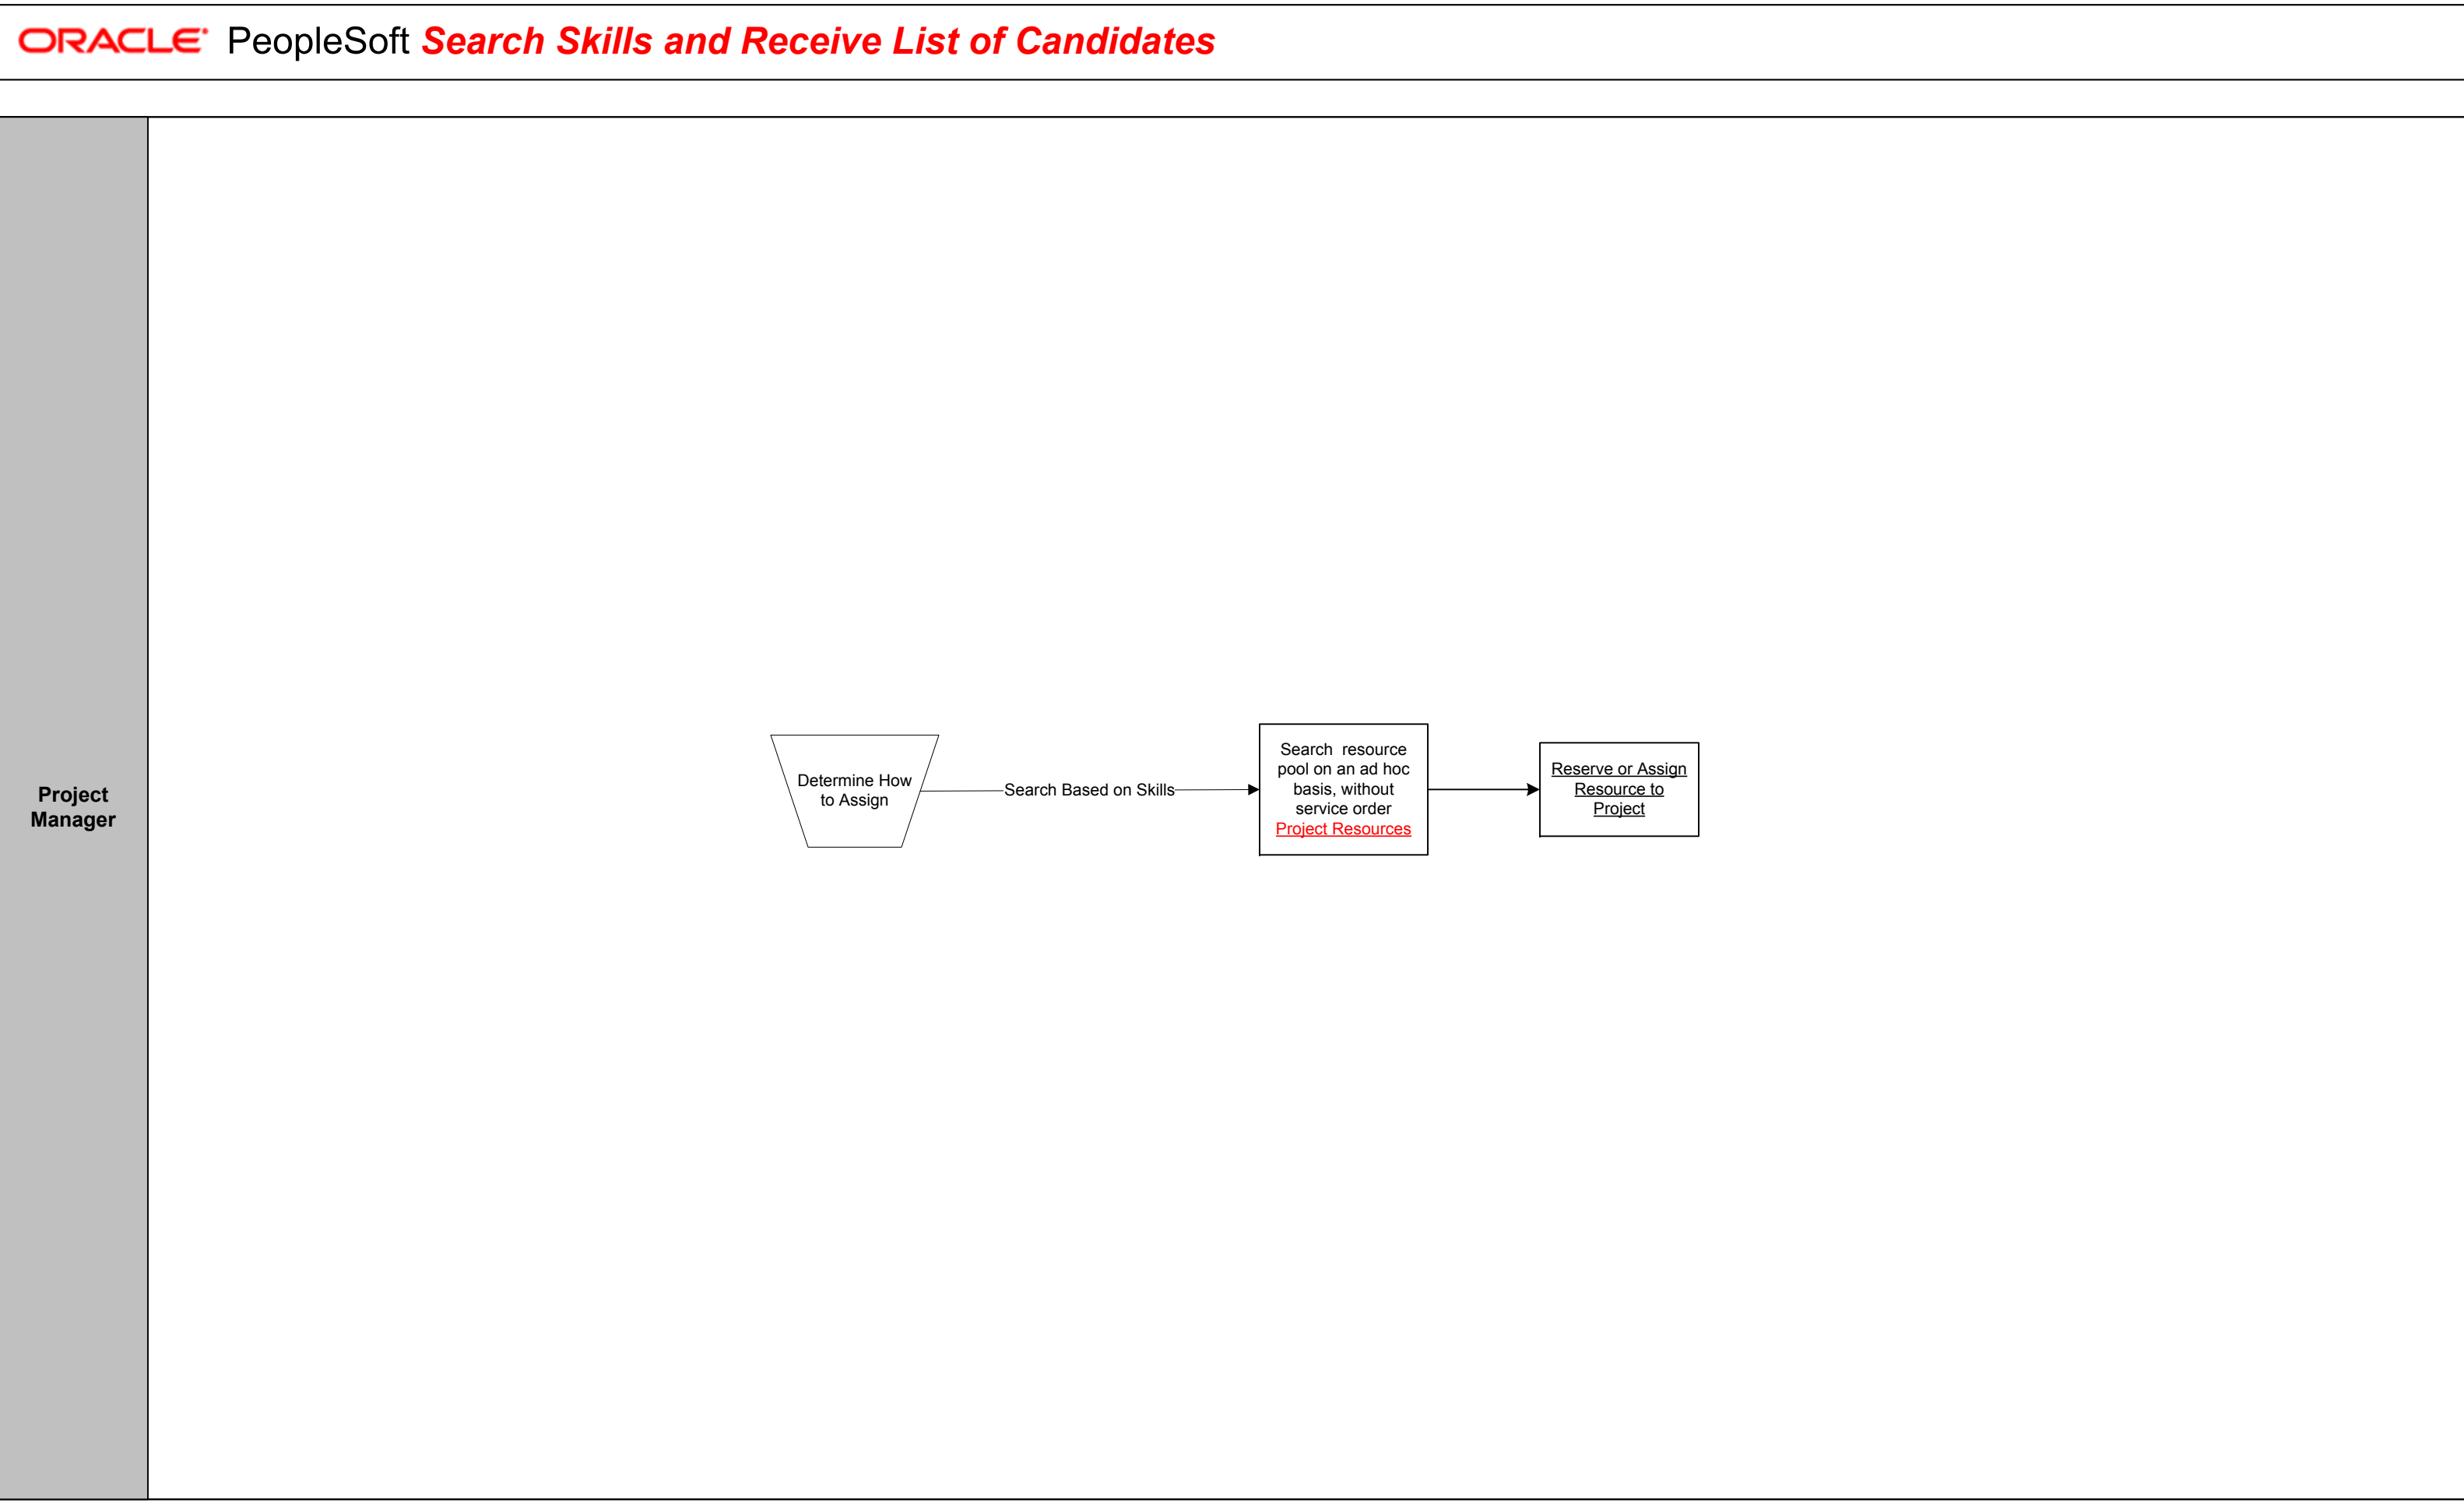 ORACLE® PeopleSoft Search Skills and Receive List of Candidates
Project
Manager
Determine How
to Assign
Search Based on Skills
Search resource
pool on an ad hoc
basis, without
service order
Project Resources
Reserve or Assign
Resource to
Project